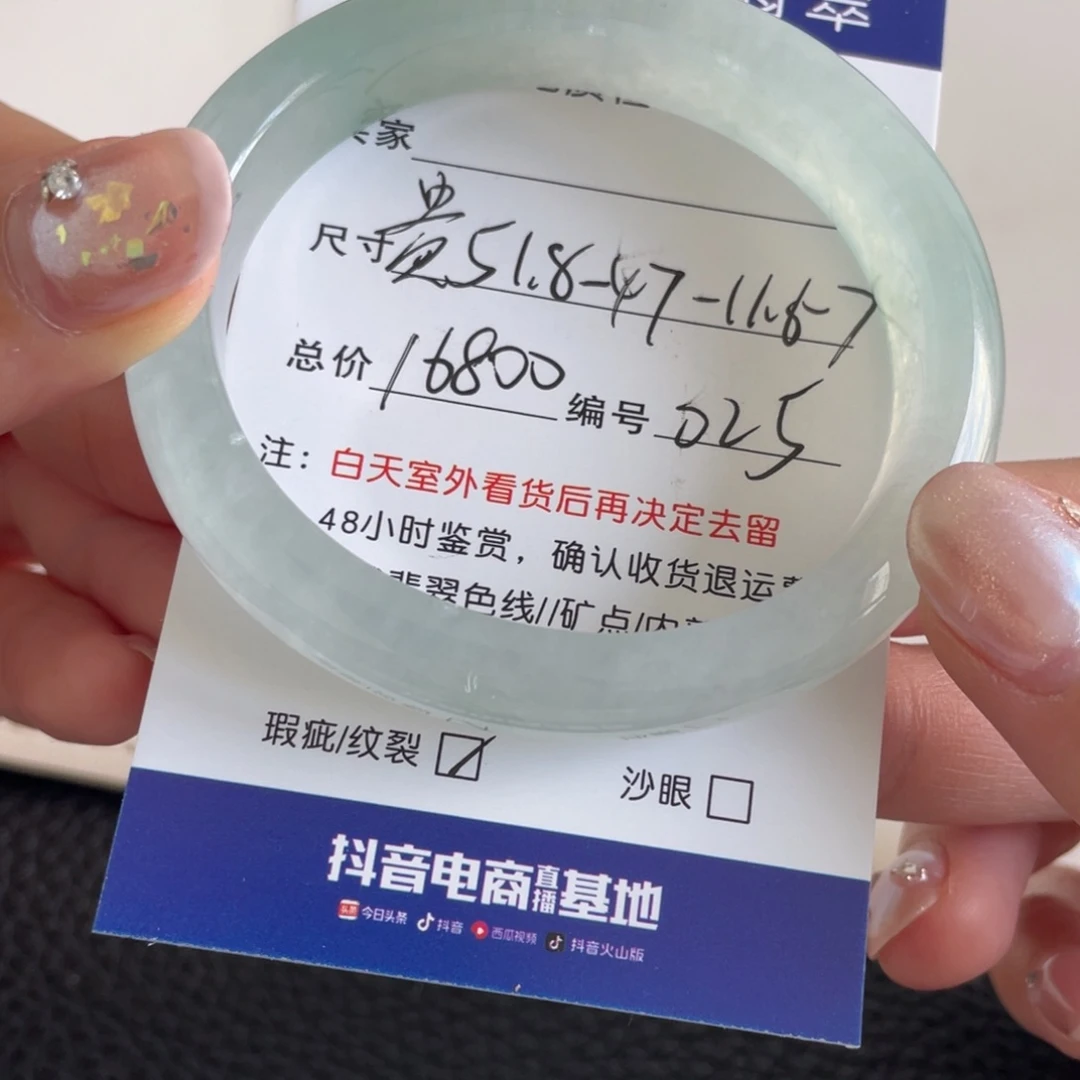 家
尺寸 贵51.8-47-11.6-7
总价 16800 编号 025
注：白天室外看货后再决定去留
48小时鉴赏，确认收货退运
翡翠色线//矿点/内
瑕疵/纹裂 ☑ 沙眼 □
抖音电商直播基地
头条 今日头条 抖音 西瓜视频 抖音火山版